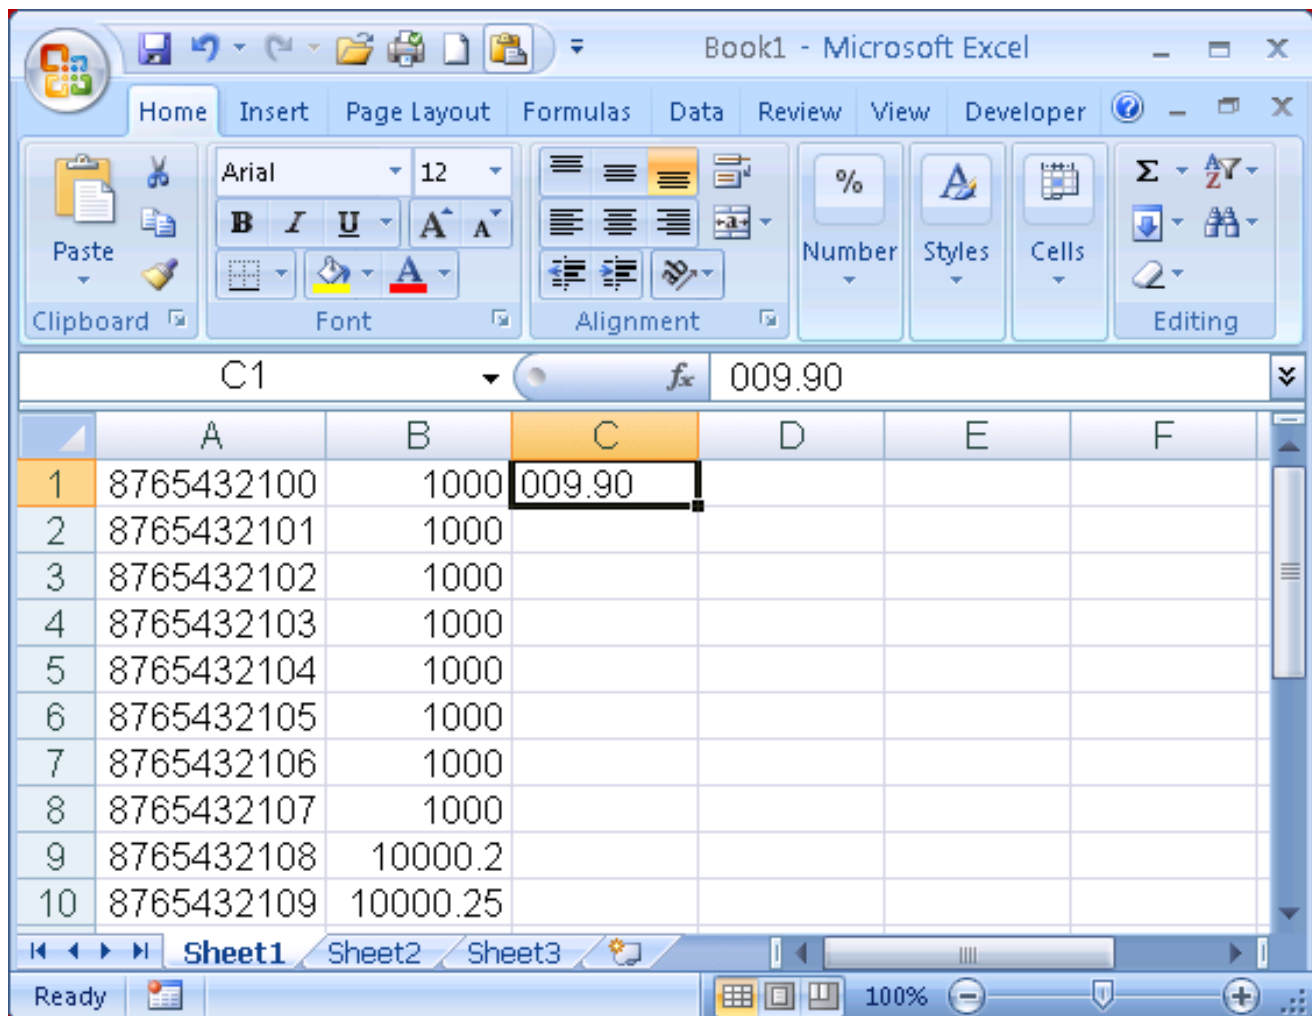 Book1 - Microsoft Excel
Home Insert Page Layout Formulas Data Review View Developer
Arial 12
B I U A A
Paste A a Number Styles Cells
% A Σ A Z
Clipboard Font Alignment Editing
C1 fx 009.90
A B C D E F
1 8765432100 1000 009.90
2 8765432101 1000
3 8765432102 1000
4 8765432103 1000
5 8765432104 1000
6 8765432105 1000
7 8765432106 1000
8 8765432107 1000
9 8765432108 10000.2
10 8765432109 10000.25
Sheet1 Sheet2 Sheet3
Ready 100%